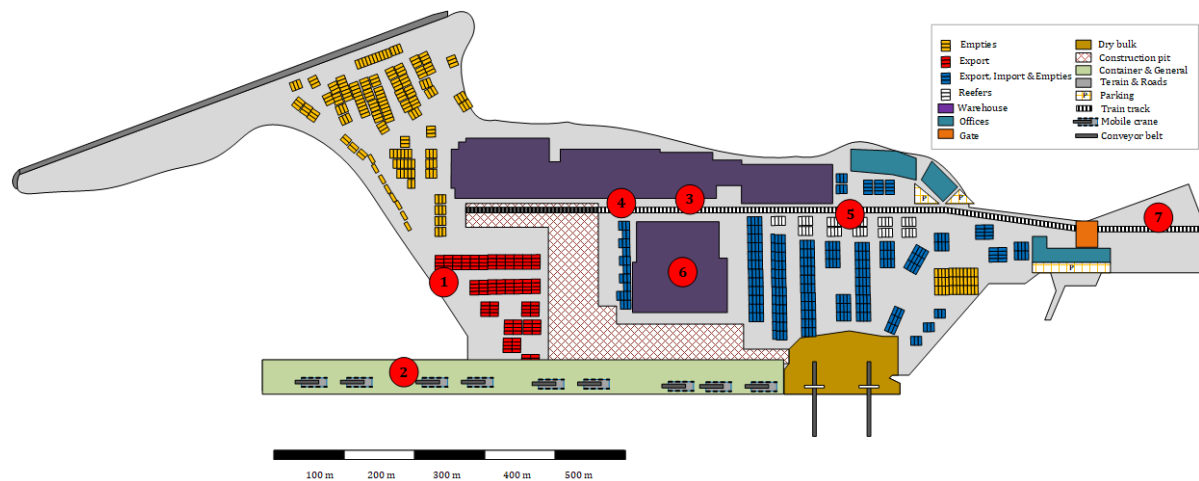 Empties
Export
Export, Import & Empties
Reefers
Warehouse
Offices
Gate
Dry bulk
Construction pit
Container & General
Terain & Roads
P Parking
Train track
Mobile crane
Conveyor belt
P P
4 3
5
7
P
6
1
2
100 m 200 m 300 m 400 m 500 m